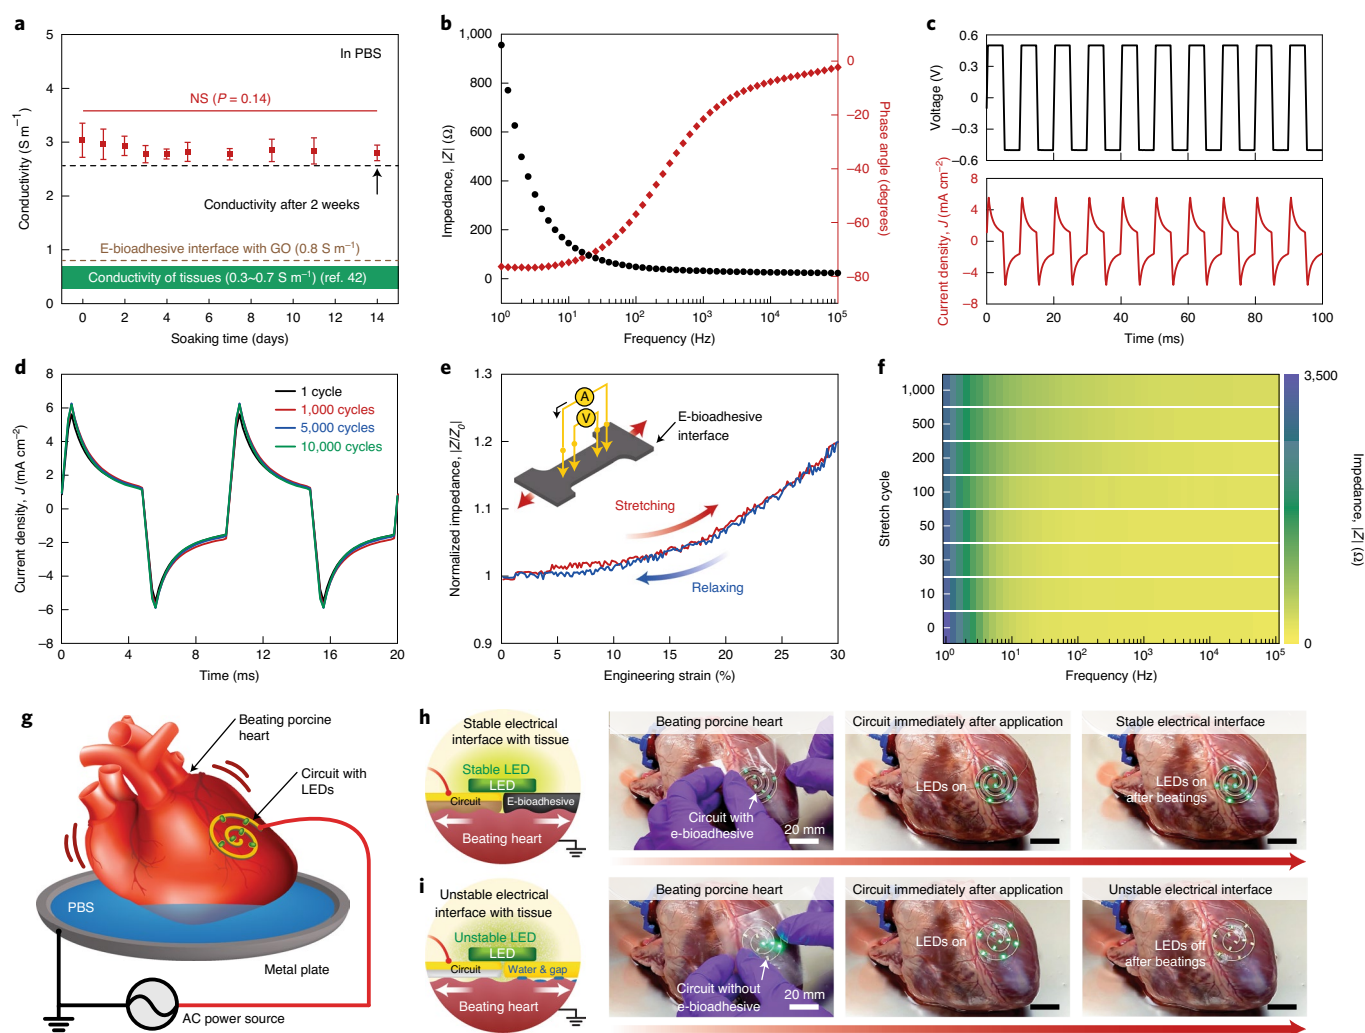 a
5
4
3
2
1
0
Conductivity (S m⁻¹)
In PBS
NS (P = 0.14)
Conductivity after 2 weeks
E-bioadhesive interface with GO (0.8 S m⁻¹)
Conductivity of tissues (0.3~0.7 S m⁻¹) (ref. 42)
0 2 4 6 8 10 12 14
Soaking time (days)
b
1,000
800
600
400
200
0
Impedance, |Z| (Ω)
0
−20
−40
−60
−80
Phase angle (degrees)
10⁰ 10¹ 10² 10³ 10⁴ 10⁵
Frequency (Hz)
c
0.6
0.3
0
−0.3
−0.6
Voltage (V)
8
4
0
−4
−8
Current density, J (mA cm⁻²)
0 20 40 60 80 100
Time (ms)
d
8
6
4
2
0
−2
−4
−6
−8
Current density, J (mA cm⁻²)
1 cycle
1,000 cycles
5,000 cycles
10,000 cycles
0 4 8 12 16 20
Time (ms)
e
1.3
1.2
1.1
1
0.9
Normalized impedance, |Z/Z₀|
A
V
E-bioadhesive
interface
Stretching
Relaxing
0 5 10 15 20 25 30
Engineering strain (%)
f
1,000
500
200
100
50
30
10
0
Stretch cycle
3,500
0
Impedance, |Z| (Ω)
10⁰ 10¹ 10² 10³ 10⁴ 10⁵
Frequency (Hz)
g
Beating porcine
heart
Circuit with
LEDs
PBS
Metal plate
AC power source
h
Stable electrical
interface with tissue
Stable LED
LED
Circuit
E-bioadhesive
Beating heart
Beating porcine heart
Circuit with
e-bioadhesive
20 mm
Circuit immediately after application
LEDs on
Stable electrical interface
LEDs on
after beatings
i
Unstable electrical
interface with tissue
Unstable LED
LED
Circuit
Water & gap
Beating heart
Beating porcine heart
Circuit without
e-bioadhesive
20 mm
Circuit immediately after application
LEDs on
Unstable electrical interface
LEDs off
after beatings